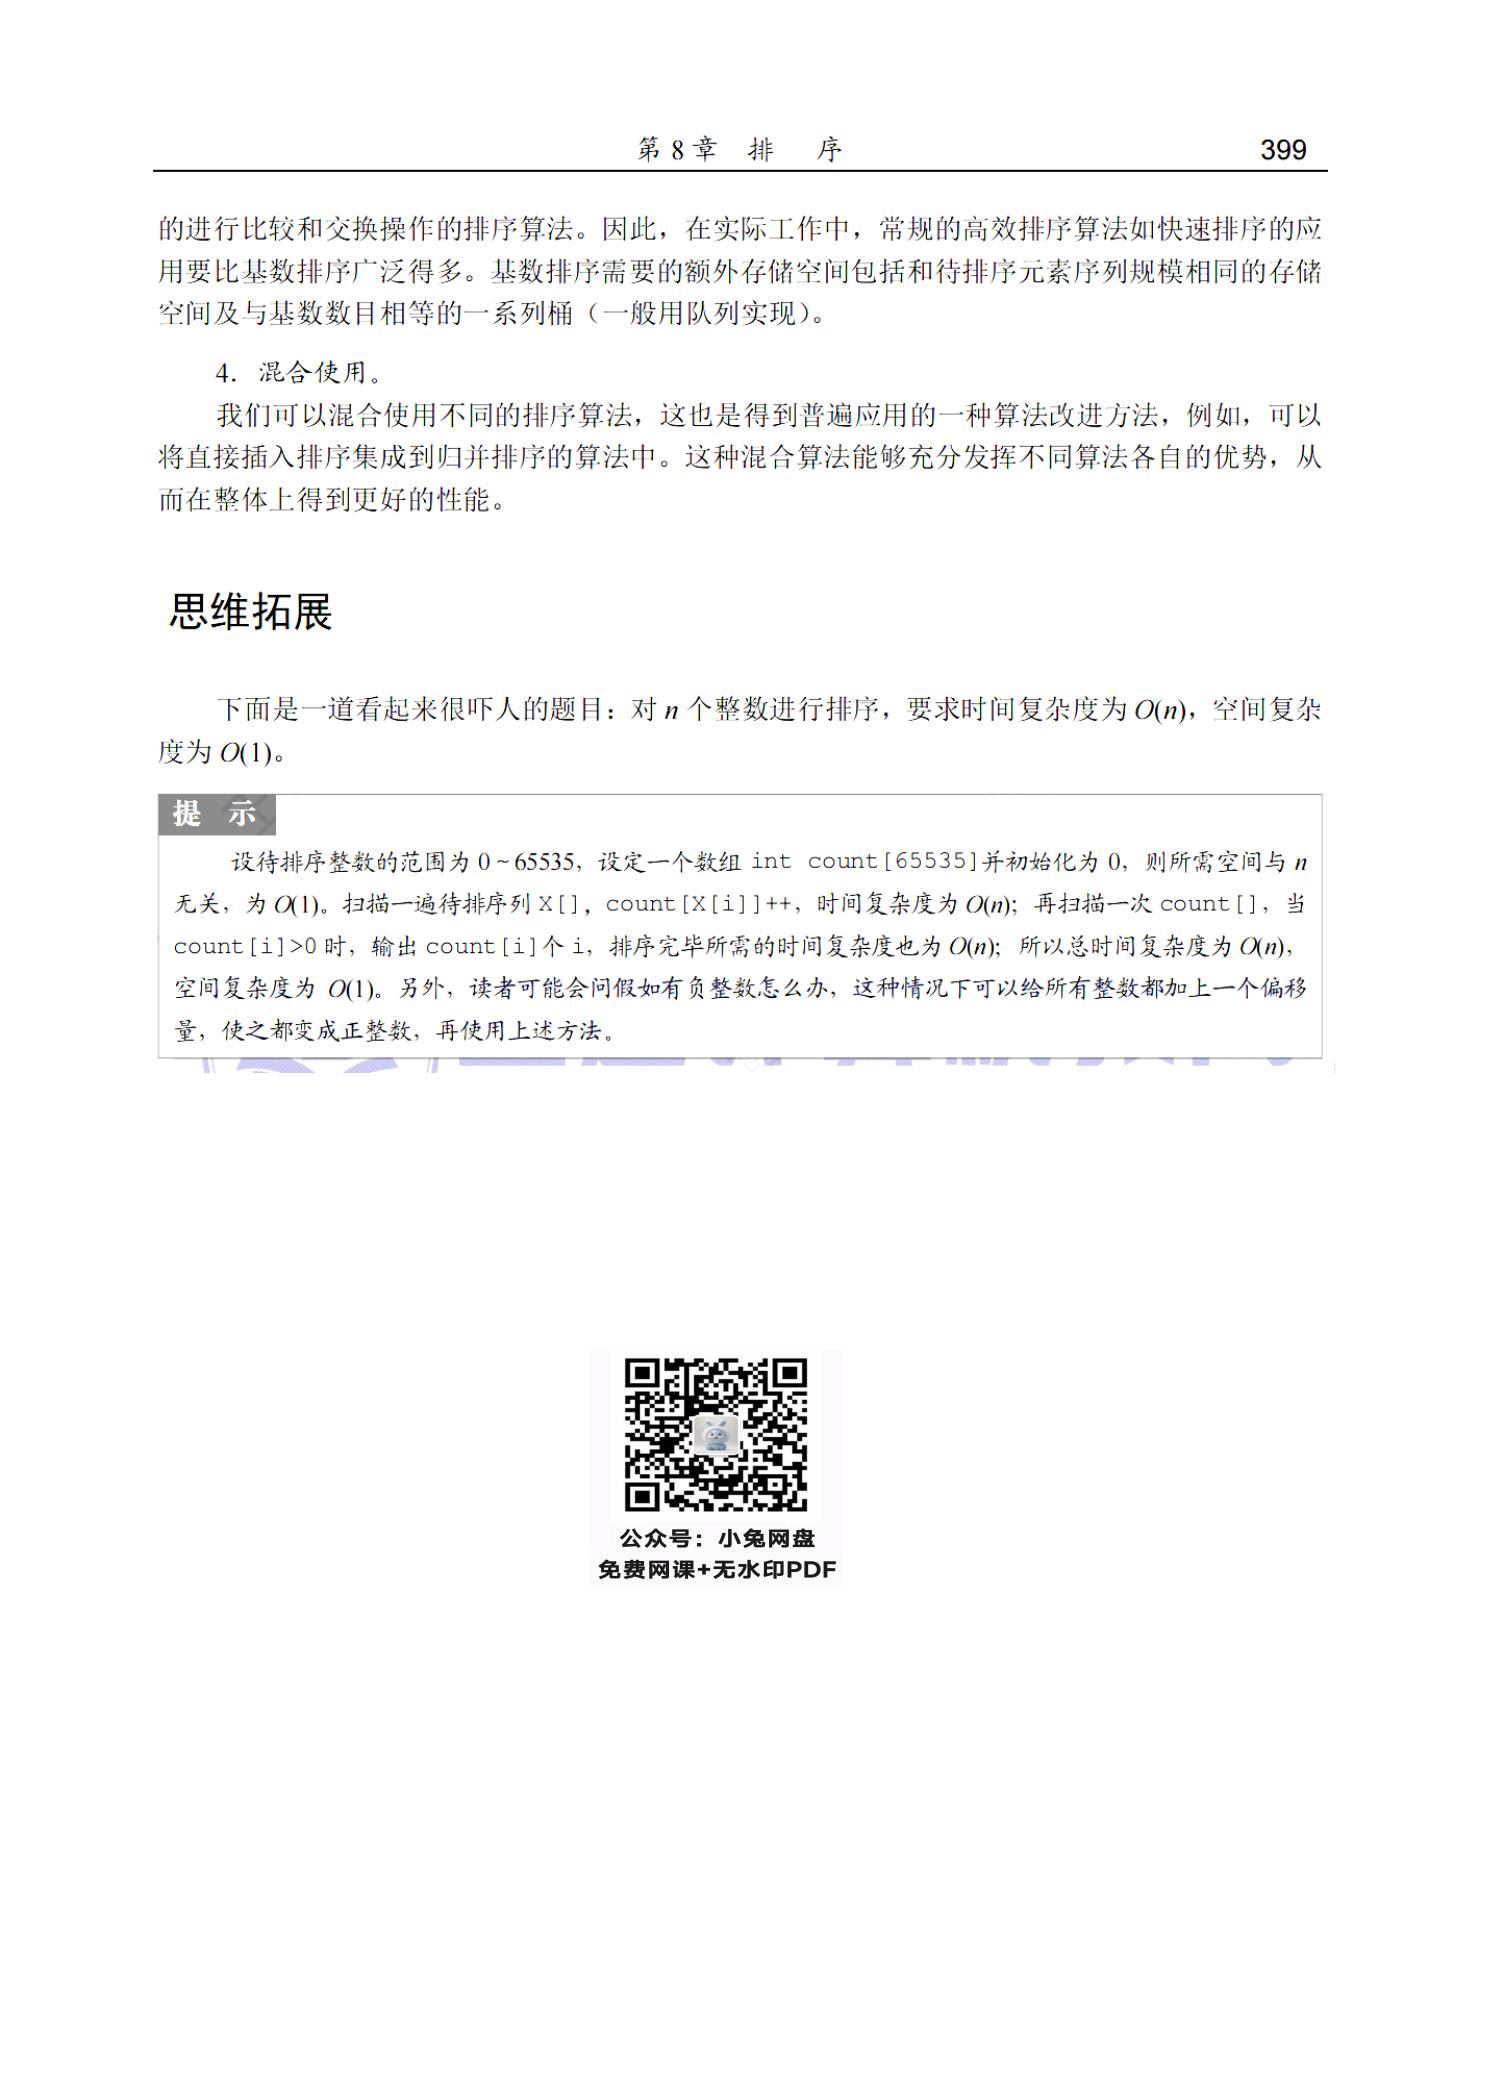 第 8 章 排 序 399
的进行比较和交换操作的排序算法。因此，在实际工作中，常规的高效排序算法如快速排序的应
用要比基数排序广泛得多。基数排序需要的额外存储空间包括和待排序元素序列规模相同的存储
空间及与基数数目相等的一系列桶（一般用队列实现）。
4．混合使用。
我们可以混合使用不同的排序算法，这也是得到普遍应用的一种算法改进方法，例如，可以
将直接插入排序集成到归并排序的算法中。这种混合算法能够充分发挥不同算法各自的优势，从
而在整体上得到更好的性能。
思维拓展
下面是一道看起来很吓人的题目：对 n 个整数进行排序，要求时间复杂度为 O(n)，空间复杂
度为 O(1)。
提 示
设待排序整数的范围为 0～65535，设定一个数组 int count[65535]并初始化为 0，则所需空间与 n
无关，为 O(1)。扫描一遍待排序列 X[]，count[X[i]]++，时间复杂度为 O(n)；再扫描一次 count[]，当
count[i]>0 时，输出 count[i]个 i，排序完毕所需的时间复杂度也为 O(n)；所以总时间复杂度为 O(n)，
空间复杂度为 O(1)。另外，读者可能会问假如有负整数怎么办，这种情况下可以给所有整数都加上一个偏移
量，使之都变成正整数，再使用上述方法。
公众号：小兔网盘
免费网课+无水印PDF